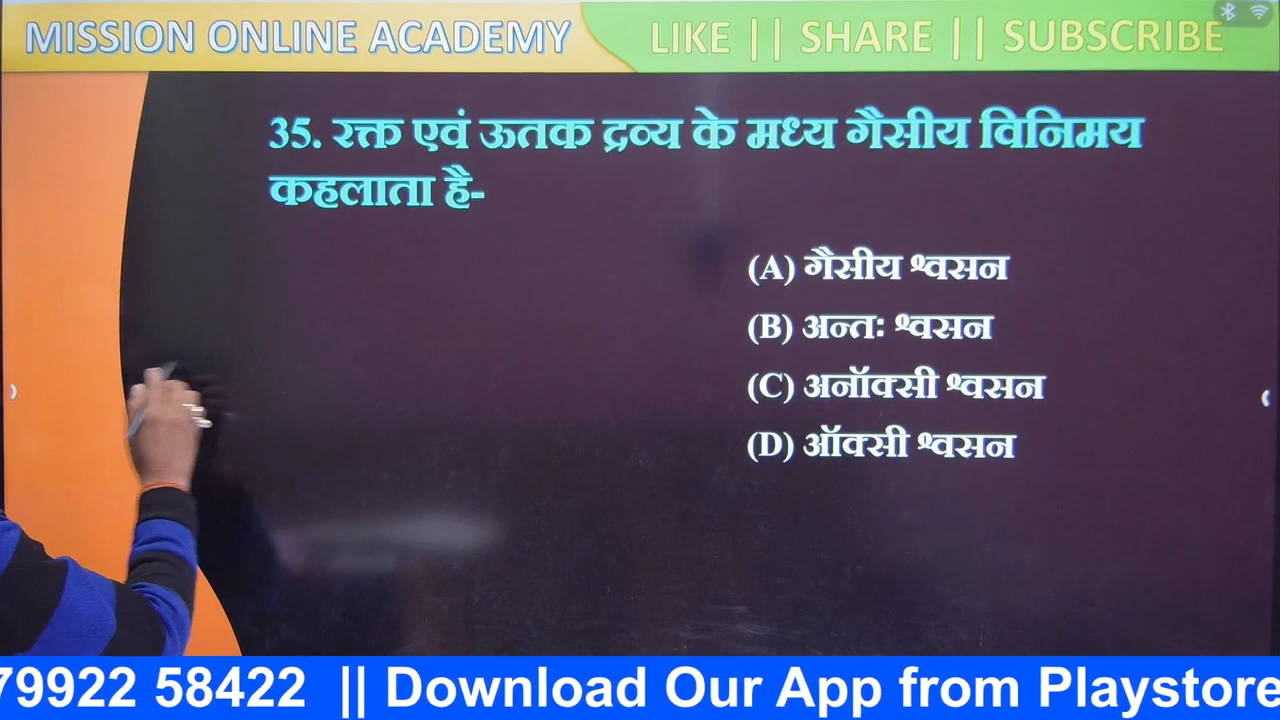 MISSION ONLINE ACADEMY
LIKE || SHARE || SUBSCRIBE
35. रक्त एवं ऊतक द्रव्य के मध्य गैसीय विनिमय
कहलाता है-
(A) गैसीय श्वसन
(B) अन्तः श्वसन
(C) अनॉक्सी श्वसन
(D) ऑक्सी श्वसन
79922 58422 || Download Our App from Playstore